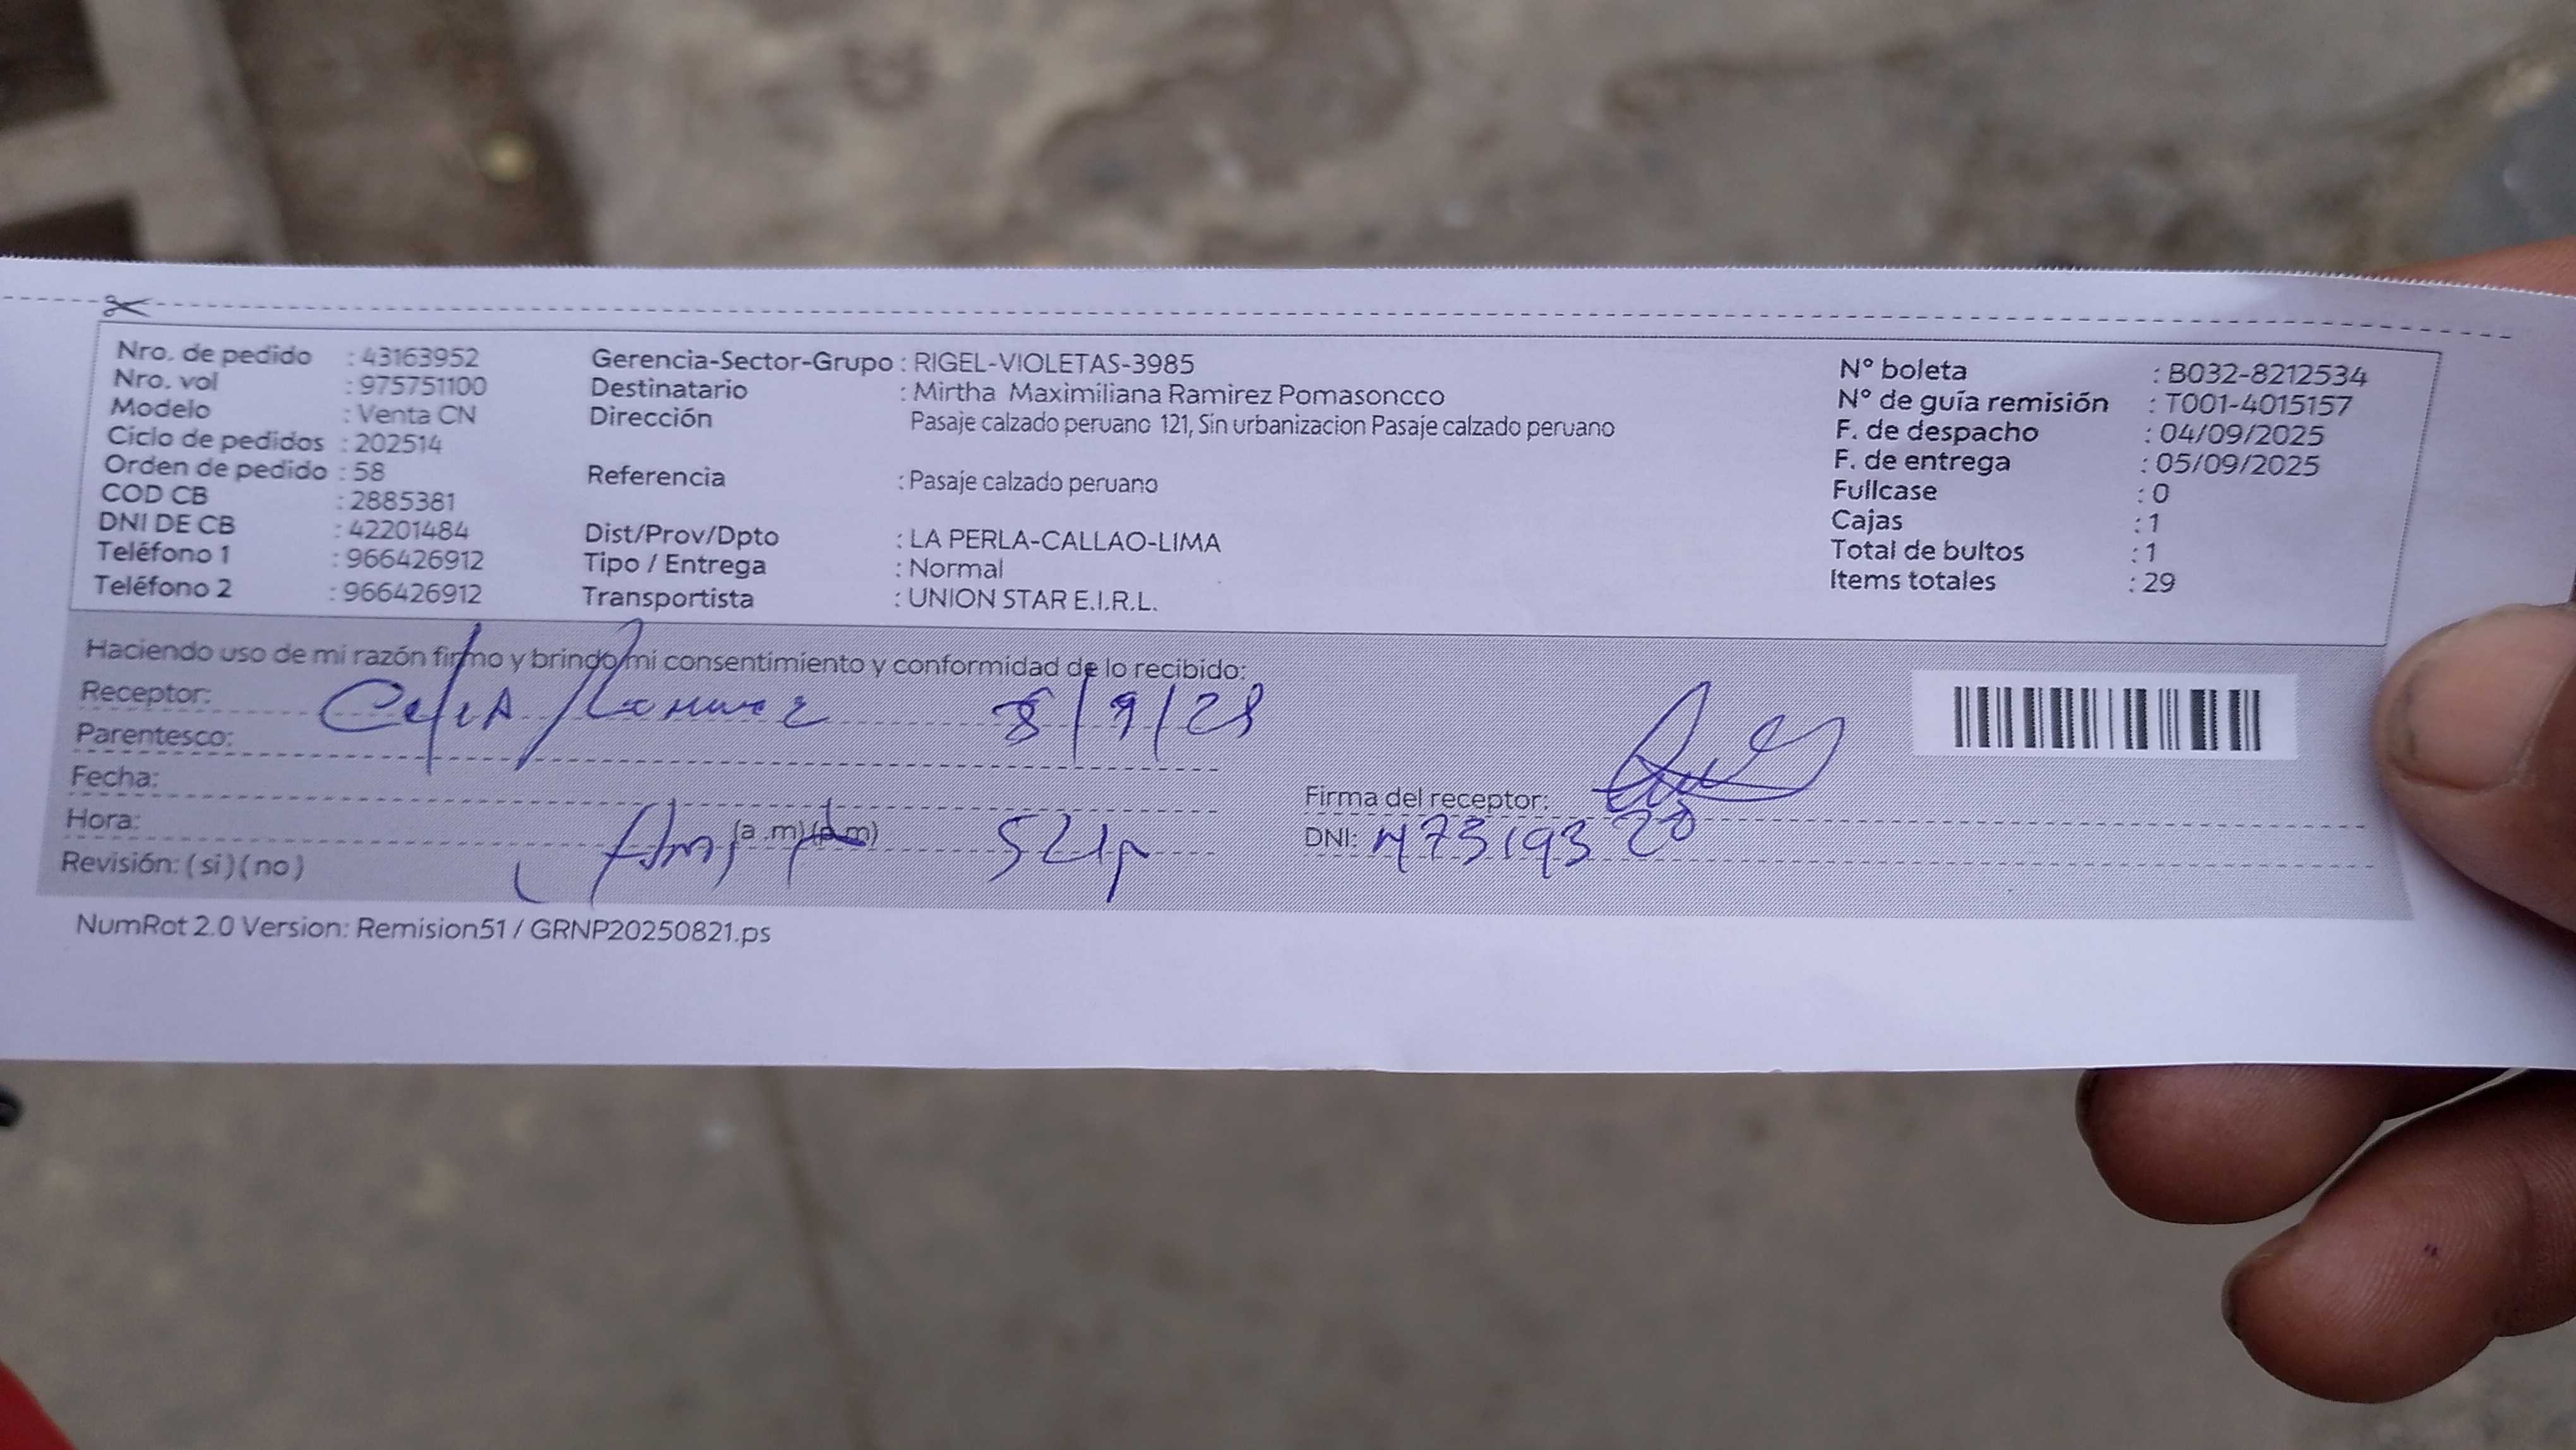 Nro. de pedido : 43163952
Nro. vol : 975751100
Modelo : Venta CN
Ciclo de pedidos : 202514
Orden de pedido : 58
COD CB : 2885381
DNI DE CB : 42201484
Teléfono 1 : 966426912
Teléfono 2 : 966426912
Gerencia-Sector-Grupo : RIGEL-VIOLETAS-3985
Destinatario : Mirtha Maximiliana Ramirez Pomasoncco
Dirección Pasaje calzado peruano 121, Sin urbanizacion Pasaje calzado peruano
Referencia : Pasaje calzado peruano
Dist/Prov/Dpto : LA PERLA-CALLAO-LIMA
Tipo / Entrega : Normal
Transportista : UNION STAR E.I.R.L.
N° boleta : B032-8212534
N° de guía remisión : T001-4015157
F. de despacho : 04/09/2025
F. de entrega : 05/09/2025
Fullcase : 0
Cajas : 1
Total de bultos : 1
Items totales : 29
Haciendo uso de mi razón firmo y brindo mi consentimiento y conformidad de lo recibido:
Receptor:
Parentesco:
Fecha:
Hora: (a .m) (p.m)
Revisión: ( si ) ( no )
Firma del receptor:
DNI:
NumRot 2.0 Version: Remision51 / GRNP20250821.ps